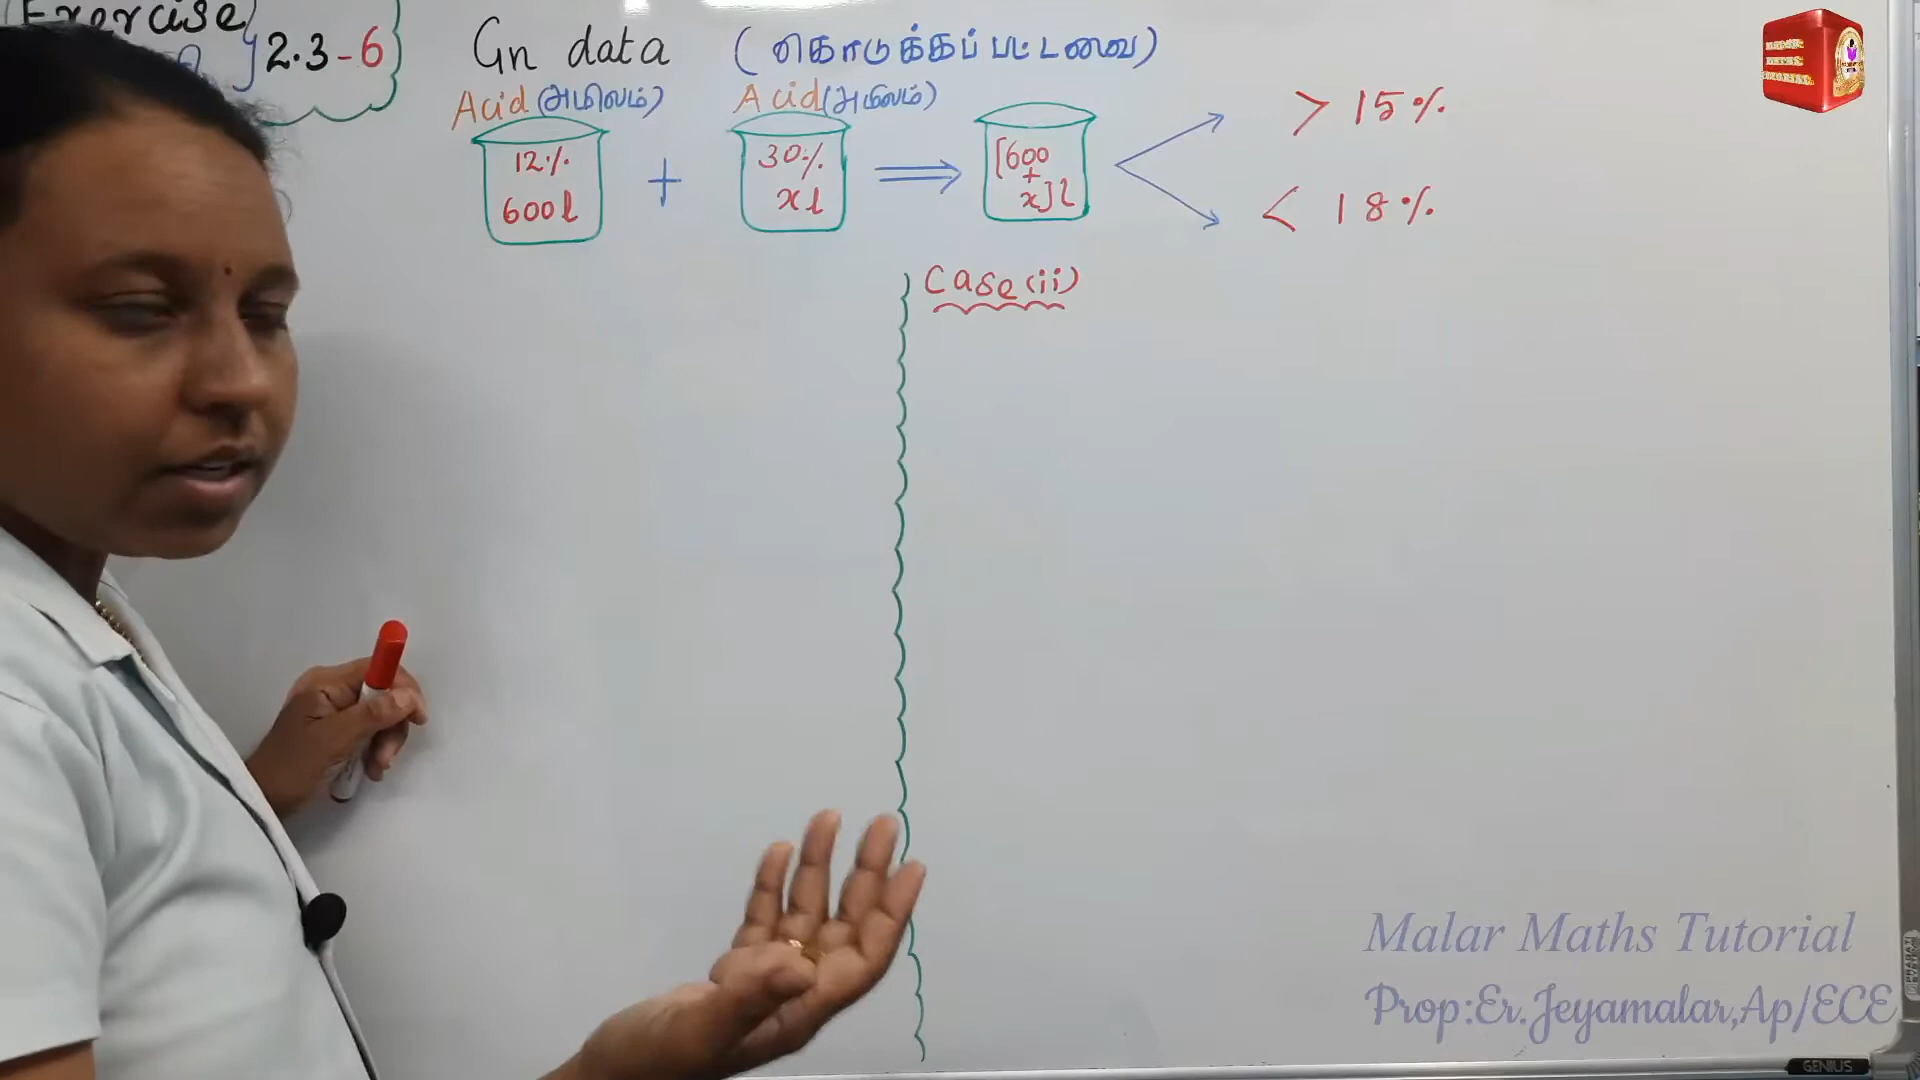 Exercise
2.3-6
Gn data (கொடுக்கப்பட்டவை)
Acid(அமிலம்) Acid(அமிலம்)
12% 600l + 30% x l ⟹ [600 + x] l
> 15%
< 18%
Case (ii)
Malar Maths Tutorial
Prop:Er.Jeyamalar,Ap/ECE
GENIUS